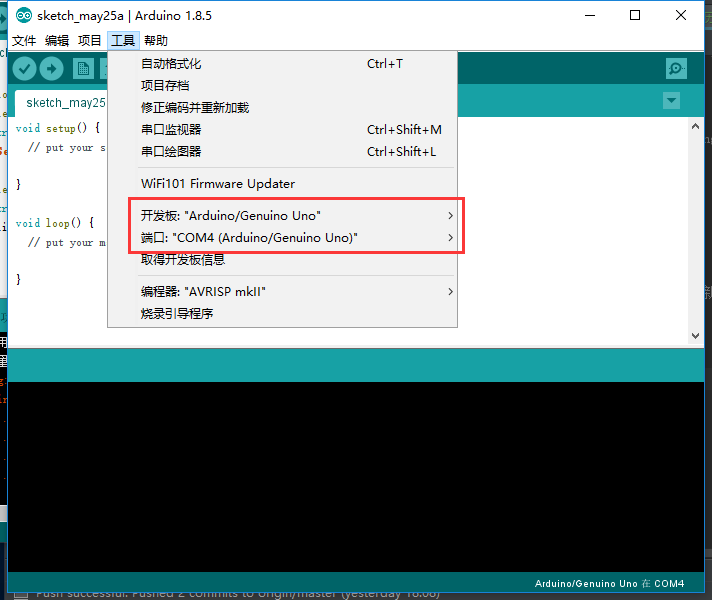 sketch_may25a | Arduino 1.8.5
文件 编辑 项目 工具 帮助
自动格式化 Ctrl+T
项目存档
修正编码并重新加载
串口监视器 Ctrl+Shift+M
串口绘图器 Ctrl+Shift+L
WiFi101 Firmware Updater
开发板: "Arduino/Genuino Uno"
端口: "COM4 (Arduino/Genuino Uno)"
取得开发板信息
编程器: "AVRISP mkII"
烧录引导程序
sketch_may25
void setup() {
// put your s
}
void loop() {
// put your m
}
Arduino/Genuino Uno 在 COM4
Push successful: Pushed 2 commits to origin/master (yesterday 18:08)